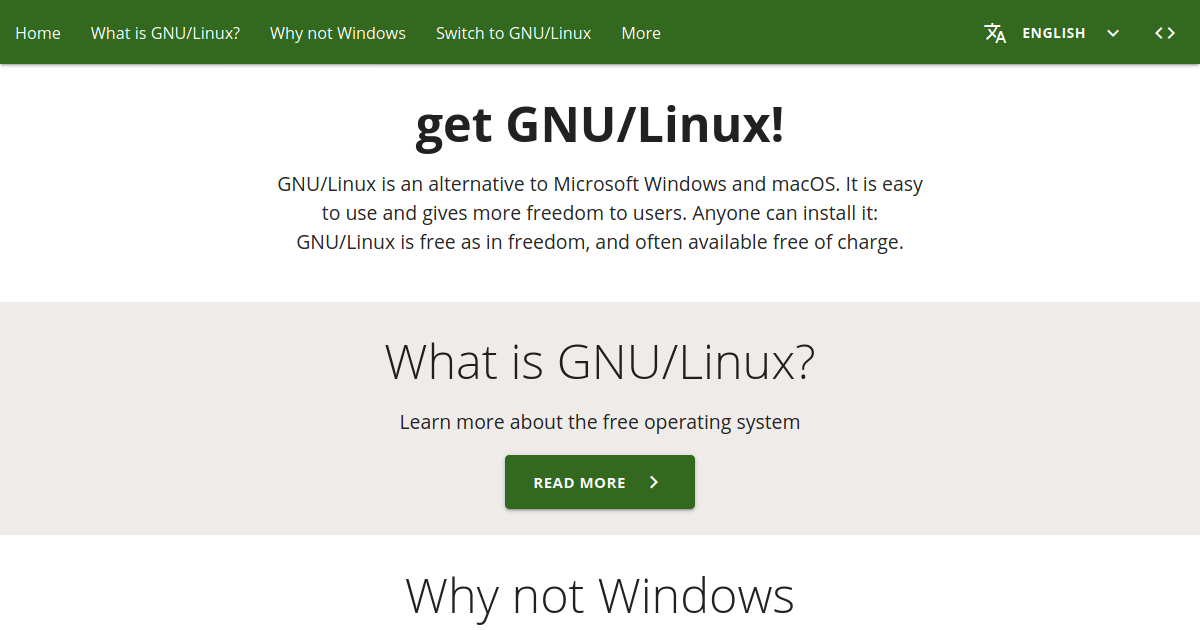 Home What is GNU/Linux? Why not Windows Switch to GNU/Linux More ENGLISH
get GNU/Linux!
GNU/Linux is an alternative to Microsoft Windows and macOS. It is easy
to use and gives more freedom to users. Anyone can install it:
GNU/Linux is free as in freedom, and often available free of charge.
What is GNU/Linux?
Learn more about the free operating system
READ MORE
Why not Windows